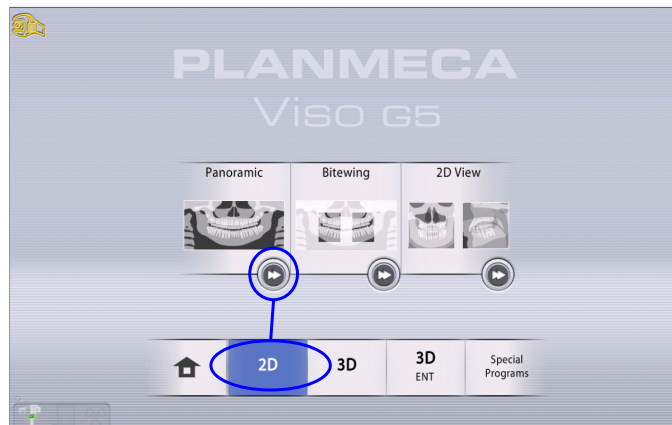 PLANMECA
Viso G5
Panoramic
Bitewing
2D View
2D
3D
3D
ENT
Special
Programs